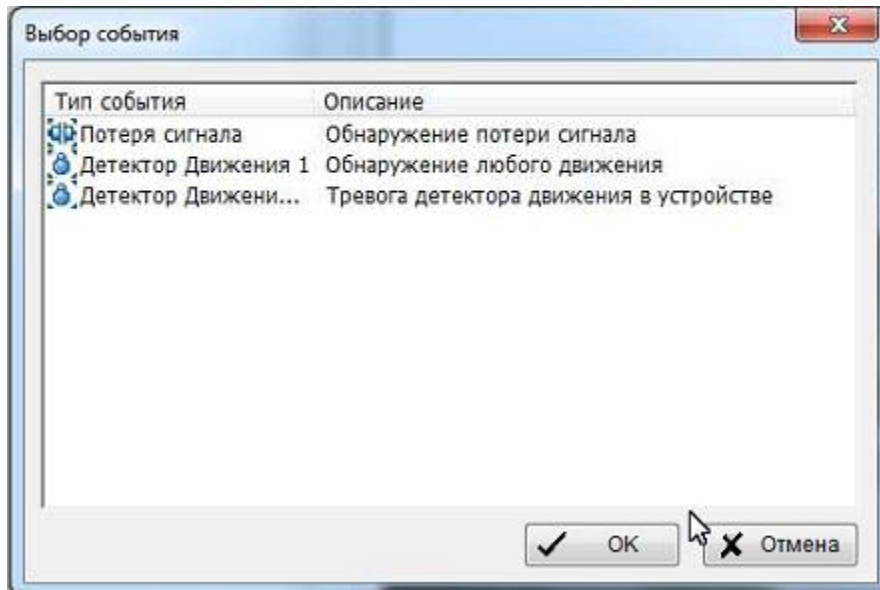 Выбор события
Тип события Описание
Потеря сигнала Обнаружение потери сигнала
Детектор Движения 1 Обнаружение любого движения
Детектор Движени... Тревога детектора движения в устройстве
OK Отмена